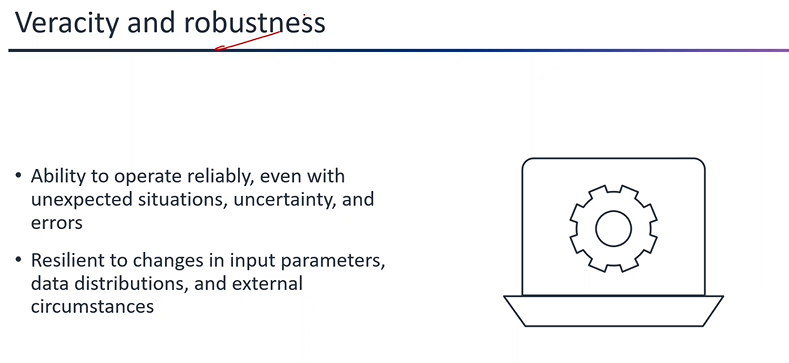 Veracity and robustness
• Ability to operate reliably, even with
unexpected situations, uncertainty, and
errors
• Resilient to changes in input parameters,
data distributions, and external
circumstances